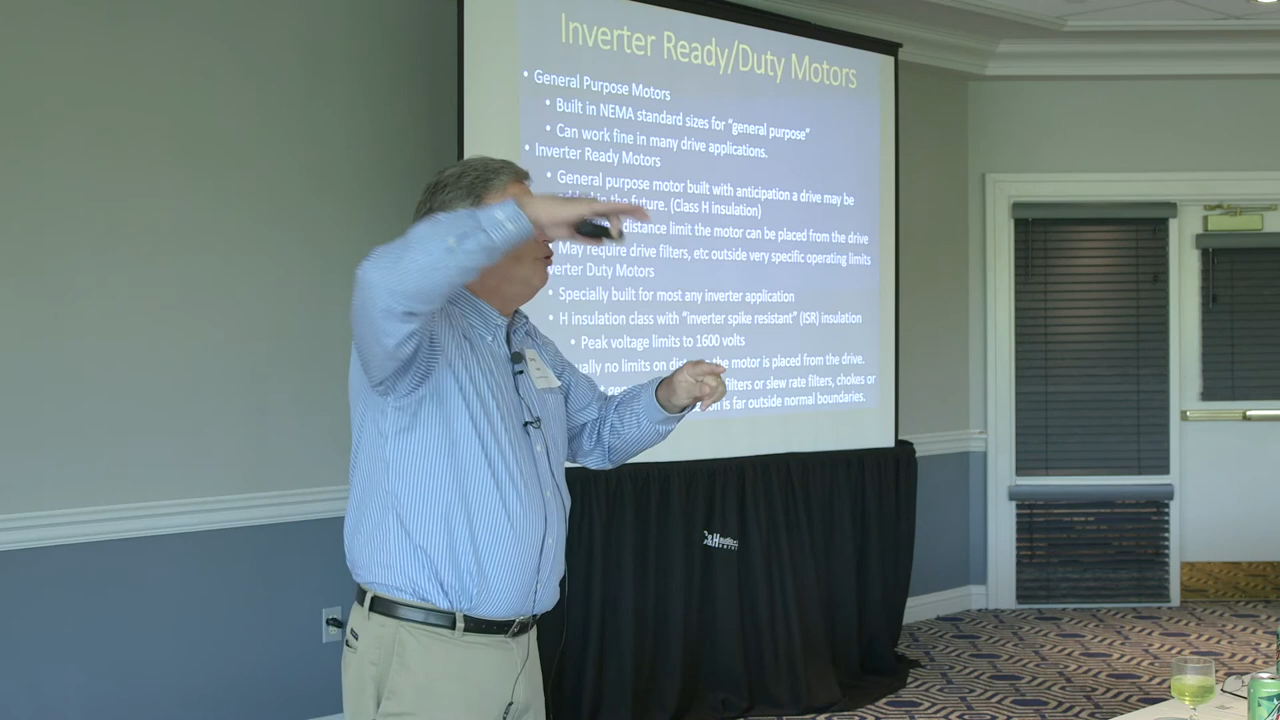 Inverter Ready/Duty Motors
• General Purpose Motors
• Built in NEMA standard sizes for "general purpose"
• Can work fine in many drive applications.
• Inverter Ready Motors
• General purpose motor built with anticipation a drive may be
in the future. (Class H insulation)
distance limit the motor can be placed from the drive
May require drive filters, etc outside very specific operating limits
Duty Motors
• Specially built for most any inverter application
• H insulation class with "inverter spike resistant" (ISR) insulation
• Peak voltage limits to 1600 volts
no limits on the motor is placed from the drive.
filters or slew rate filters, chokes or
is far outside normal boundaries.